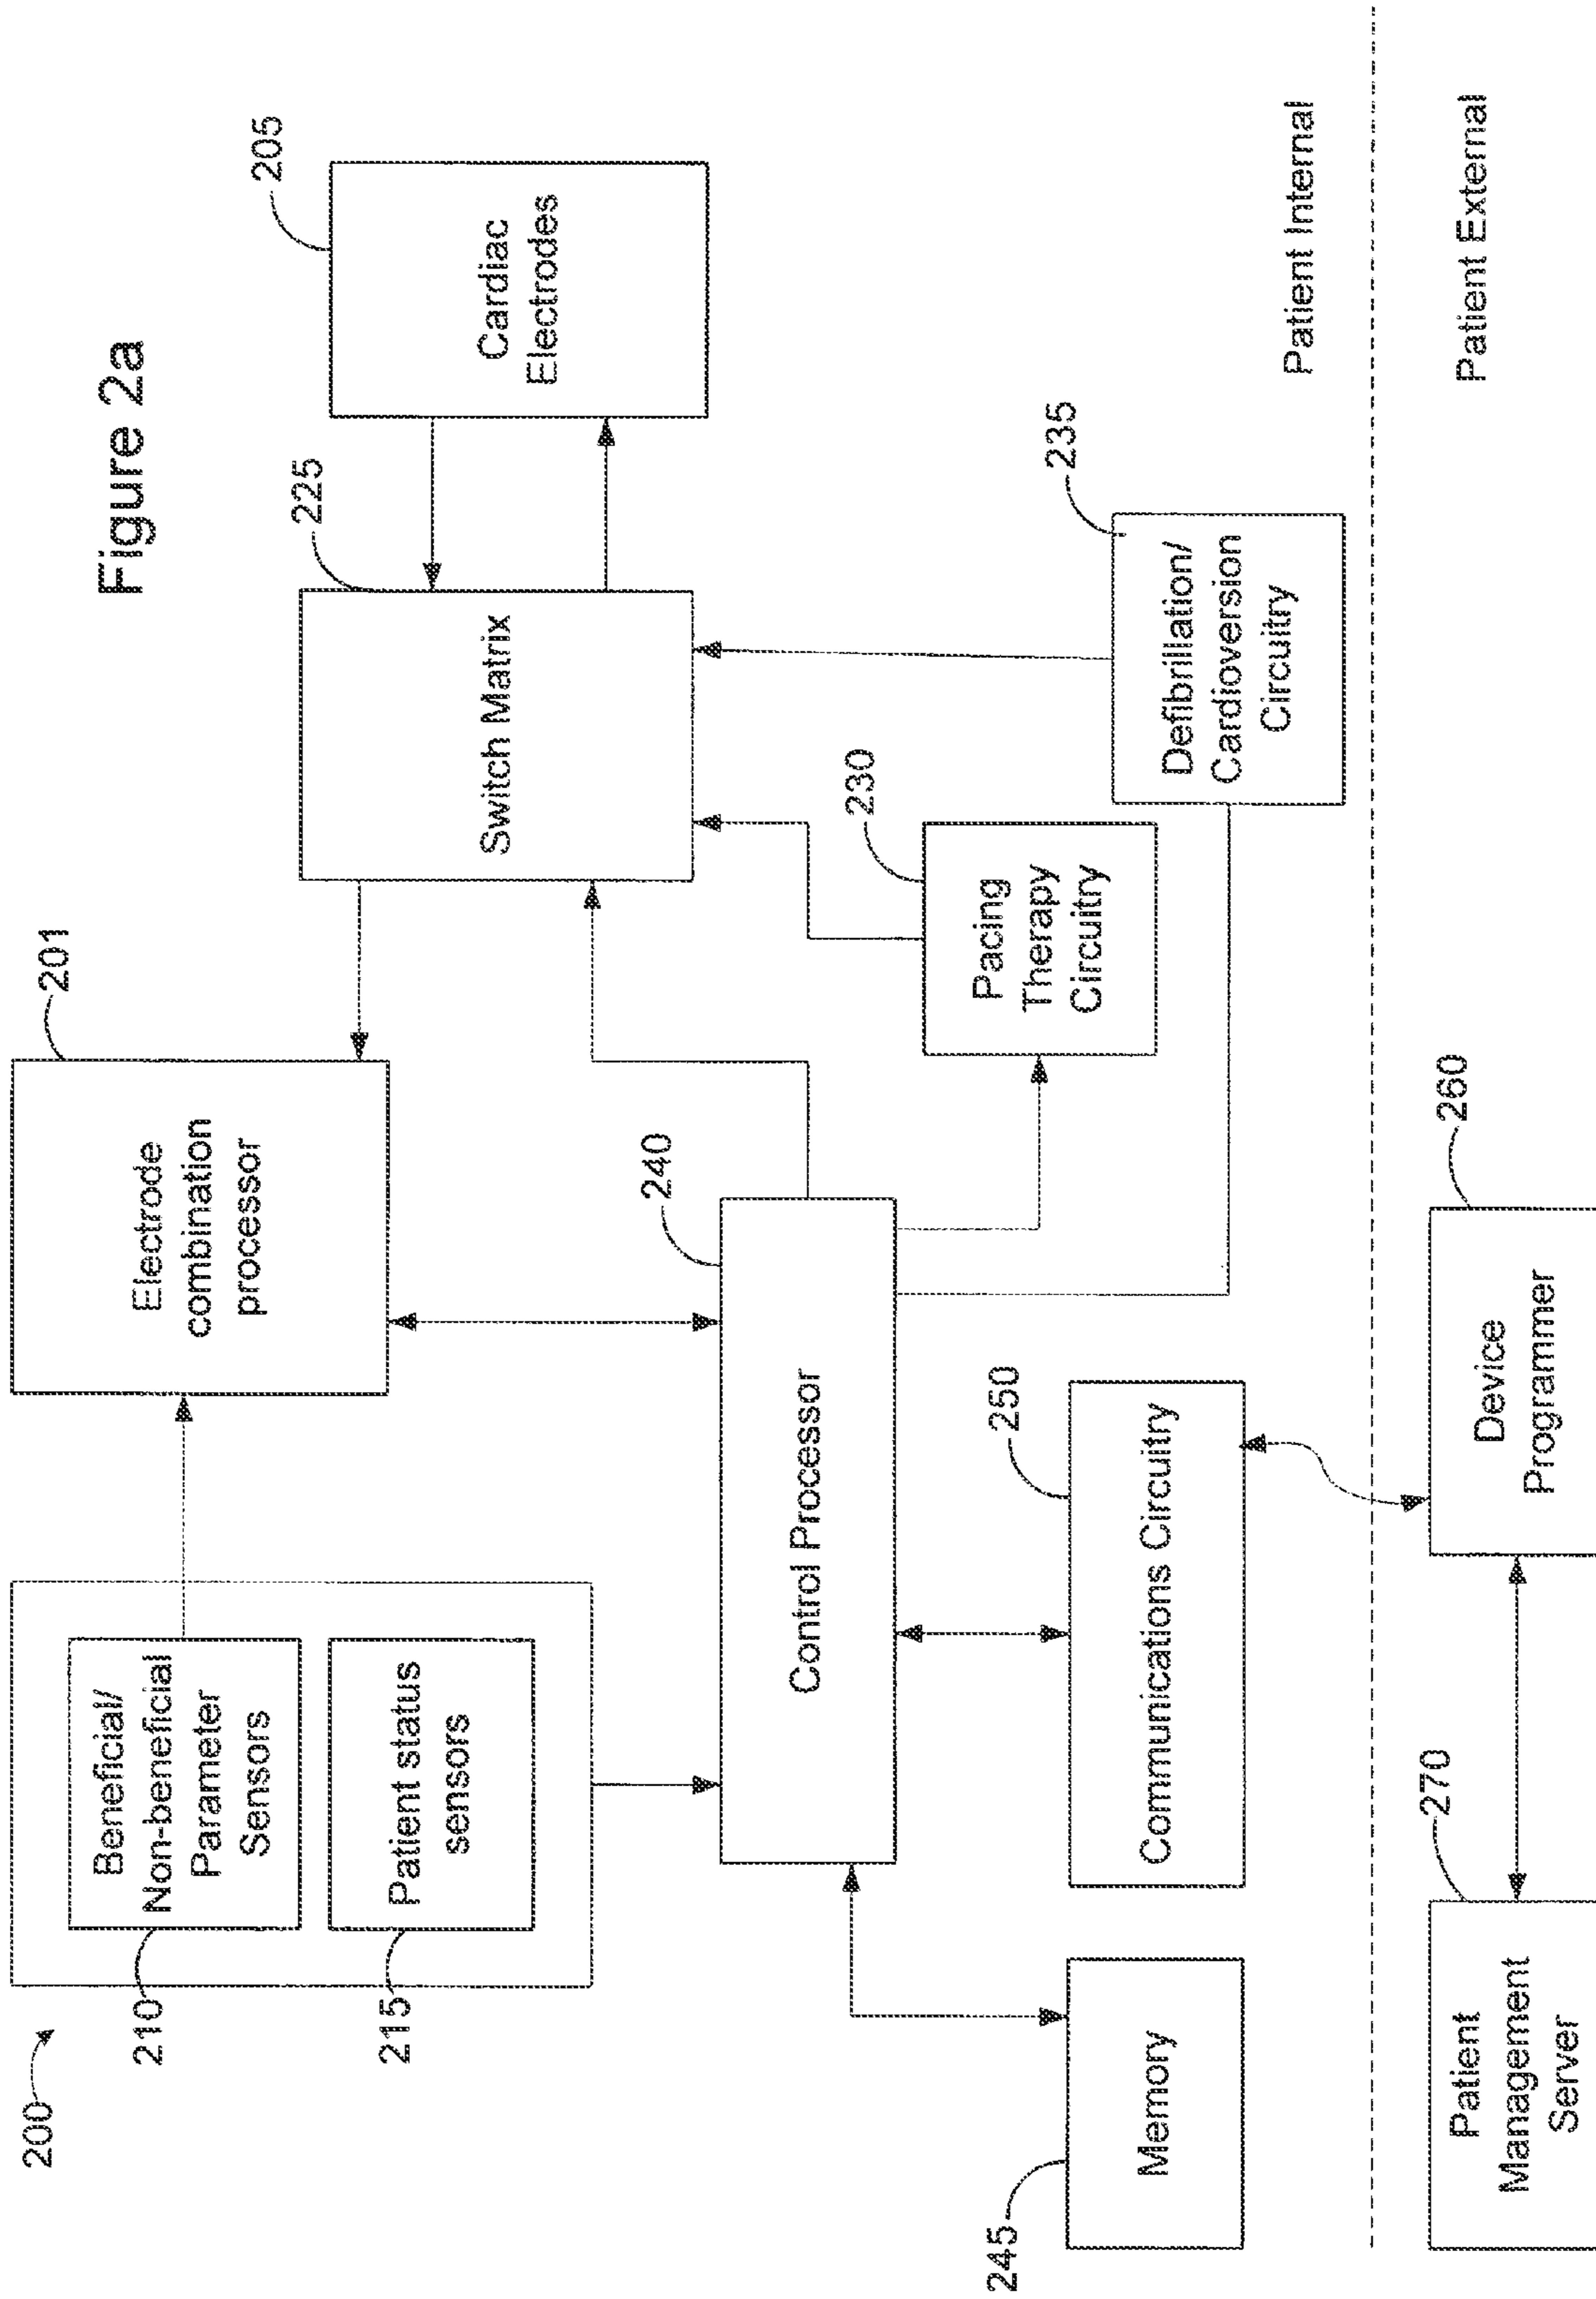 Figure 2a
200
210
Beneficial/
Non-beneficial
Parameter
Sensors
215
Patient status
sensors
201
Electrode
combination
processor
225
Switch Matrix
205
Cardiac
Electrodes
240
Control Processor
230
Pacing
Therapy
Circuitry
235
Defibrillation/
Cardioversion
Circuitry
245
Memory
250
Communications Circuitry
Patient Internal
Patient External
270
Patient
Management
Server
260
Device
Programmer